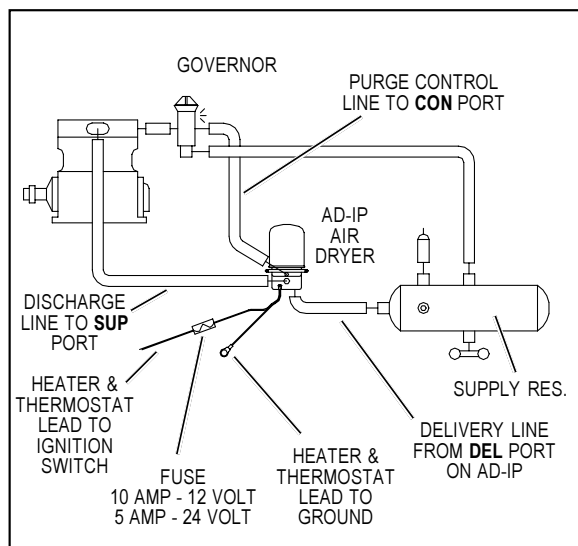 GOVERNOR
PURGE CONTROL
LINE TO CON PORT
AD-IP
AIR
DRYER
DISCHARGE
LINE TO SUP
PORT
HEATER &
THERMOSTAT
LEAD TO
IGNITION
SWITCH
FUSE
10 AMP - 12 VOLT
5 AMP - 24 VOLT
HEATER &
THERMOSTAT
LEAD TO
GROUND
SUPPLY RES.
DELIVERY LINE
FROM DEL PORT
ON AD-IP